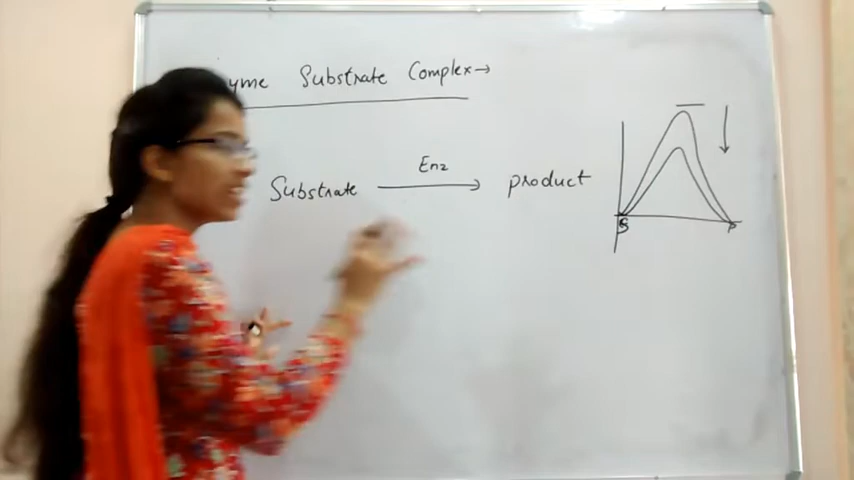 yme Substrate Complex→
Substrate Enz→ product
S P